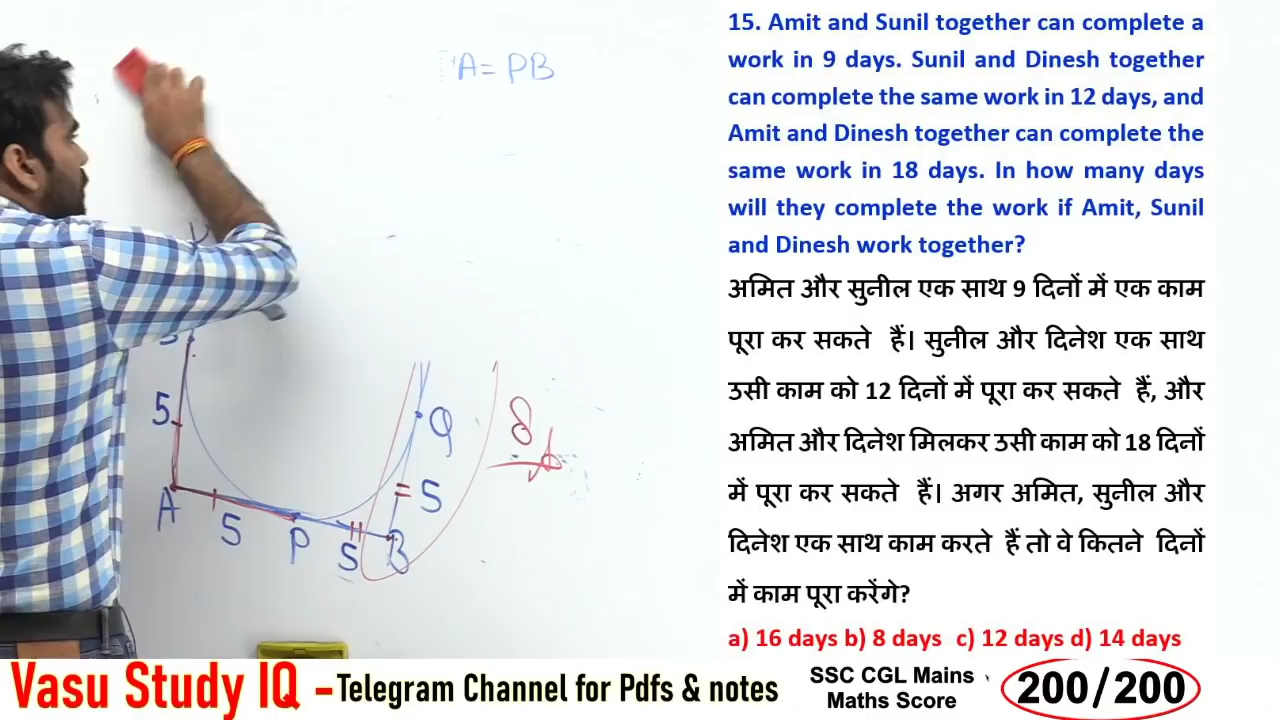 A = PB
5
Q
8
5
A
5
P
5
B
15. Amit and Sunil together can complete a
work in 9 days. Sunil and Dinesh together
can complete the same work in 12 days, and
Amit and Dinesh together can complete the
same work in 18 days. In how many days
will they complete the work if Amit, Sunil
and Dinesh work together?
अमित और सुनील एक साथ 9 दिनों में एक काम
पूरा कर सकते हैं। सुनील और दिनेश एक साथ
उसी काम को 12 दिनों में पूरा कर सकते हैं, और
अमित और दिनेश मिलकर उसी काम को 18 दिनों
में पूरा कर सकते हैं। अगर अमित, सुनील और
दिनेश एक साथ काम करते हैं तो वे कितने दिनों
में काम पूरा करेंगे?
a) 16 days b) 8 days c) 12 days d) 14 days
Vasu Study IQ – Telegram Channel for Pdfs & notes
SSC CGL Mains
Maths Score
200/200